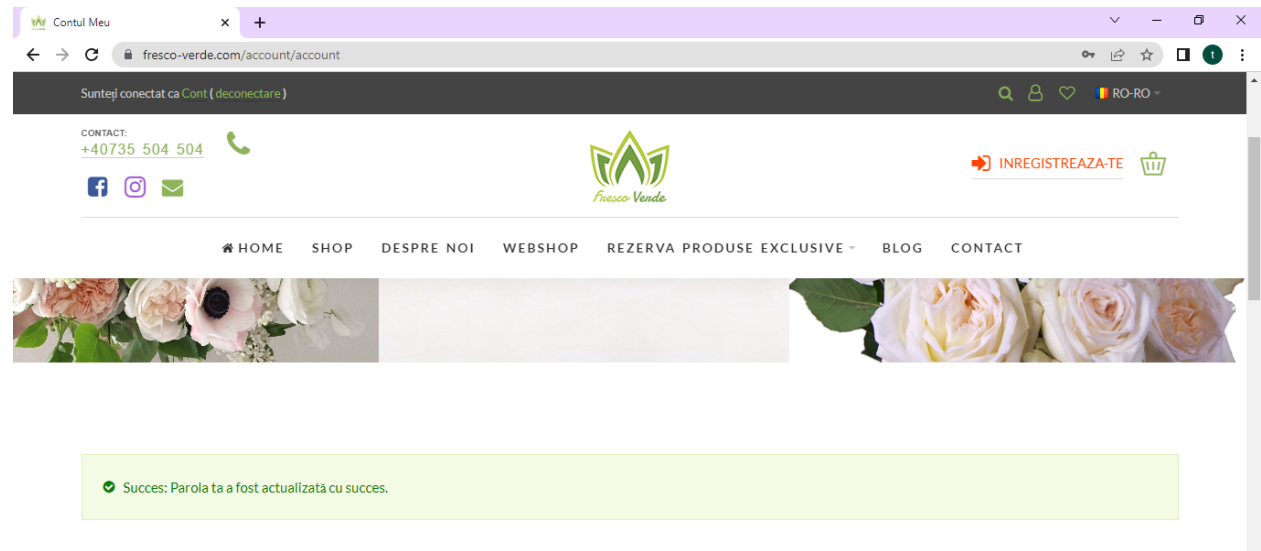 Contul Meu
fresco-verde.com/account/account
t
Sunteți conectat ca Cont ( deconectare )
RO-RO
CONTACT:
+40735 504 504
Fresco Verde
INREGISTREAZA-TE
HOME SHOP DESPRE NOI WEBSHOP REZERVA PRODUSE EXCLUSIVE BLOG CONTACT
Succes: Parola ta a fost actualizată cu succes.